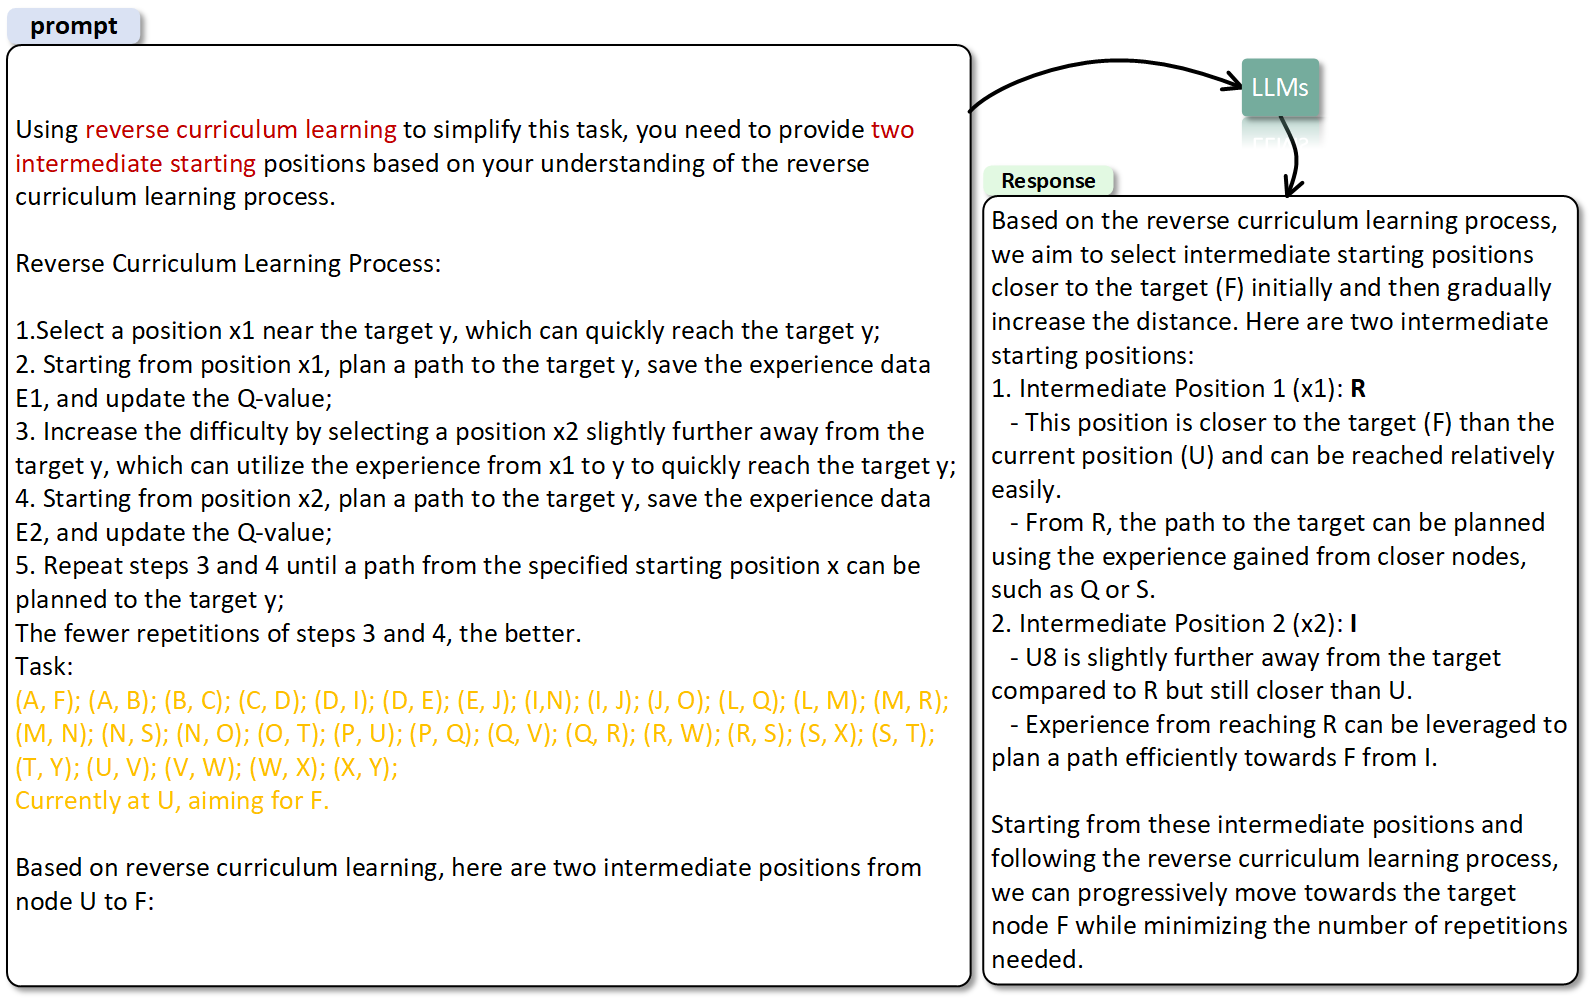 prompt
Using reverse curriculum learning to simplify this task, you need to provide two
intermediate starting positions based on your understanding of the reverse
curriculum learning process.
Reverse Curriculum Learning Process:
1.Select a position x1 near the target y, which can quickly reach the target y;
2. Starting from position x1, plan a path to the target y, save the experience data
E1, and update the Q-value;
3. Increase the difficulty by selecting a position x2 slightly further away from the
target y, which can utilize the experience from x1 to y to quickly reach the target y;
4. Starting from position x2, plan a path to the target y, save the experience data
E2, and update the Q-value;
5. Repeat steps 3 and 4 until a path from the specified starting position x can be
planned to the target y;
The fewer repetitions of steps 3 and 4, the better.
Task:
(A, F); (A, B); (B, C); (C, D); (D, I); (D, E); (E, J); (I,N); (I, J); (J, O); (L, Q); (L, M); (M, R);
(M, N); (N, S); (N, O); (O, T); (P, U); (P, Q); (Q, V); (Q, R); (R, W); (R, S); (S, X); (S, T);
(T, Y); (U, V); (V, W); (W, X); (X, Y);
Currently at U, aiming for F.
Based on reverse curriculum learning, here are two intermediate positions from
node U to F:
LLMs
Response
Based on the reverse curriculum learning process,
we aim to select intermediate starting positions
closer to the target (F) initially and then gradually
increase the distance. Here are two intermediate
starting positions:
1. Intermediate Position 1 (x1): R
- This position is closer to the target (F) than the
current position (U) and can be reached relatively
easily.
- From R, the path to the target can be planned
using the experience gained from closer nodes,
such as Q or S.
2. Intermediate Position 2 (x2): I
- U8 is slightly further away from the target
compared to R but still closer than U.
- Experience from reaching R can be leveraged to
plan a path efficiently towards F from I.
Starting from these intermediate positions and
following the reverse curriculum learning process,
we can progressively move towards the target
node F while minimizing the number of repetitions
needed.